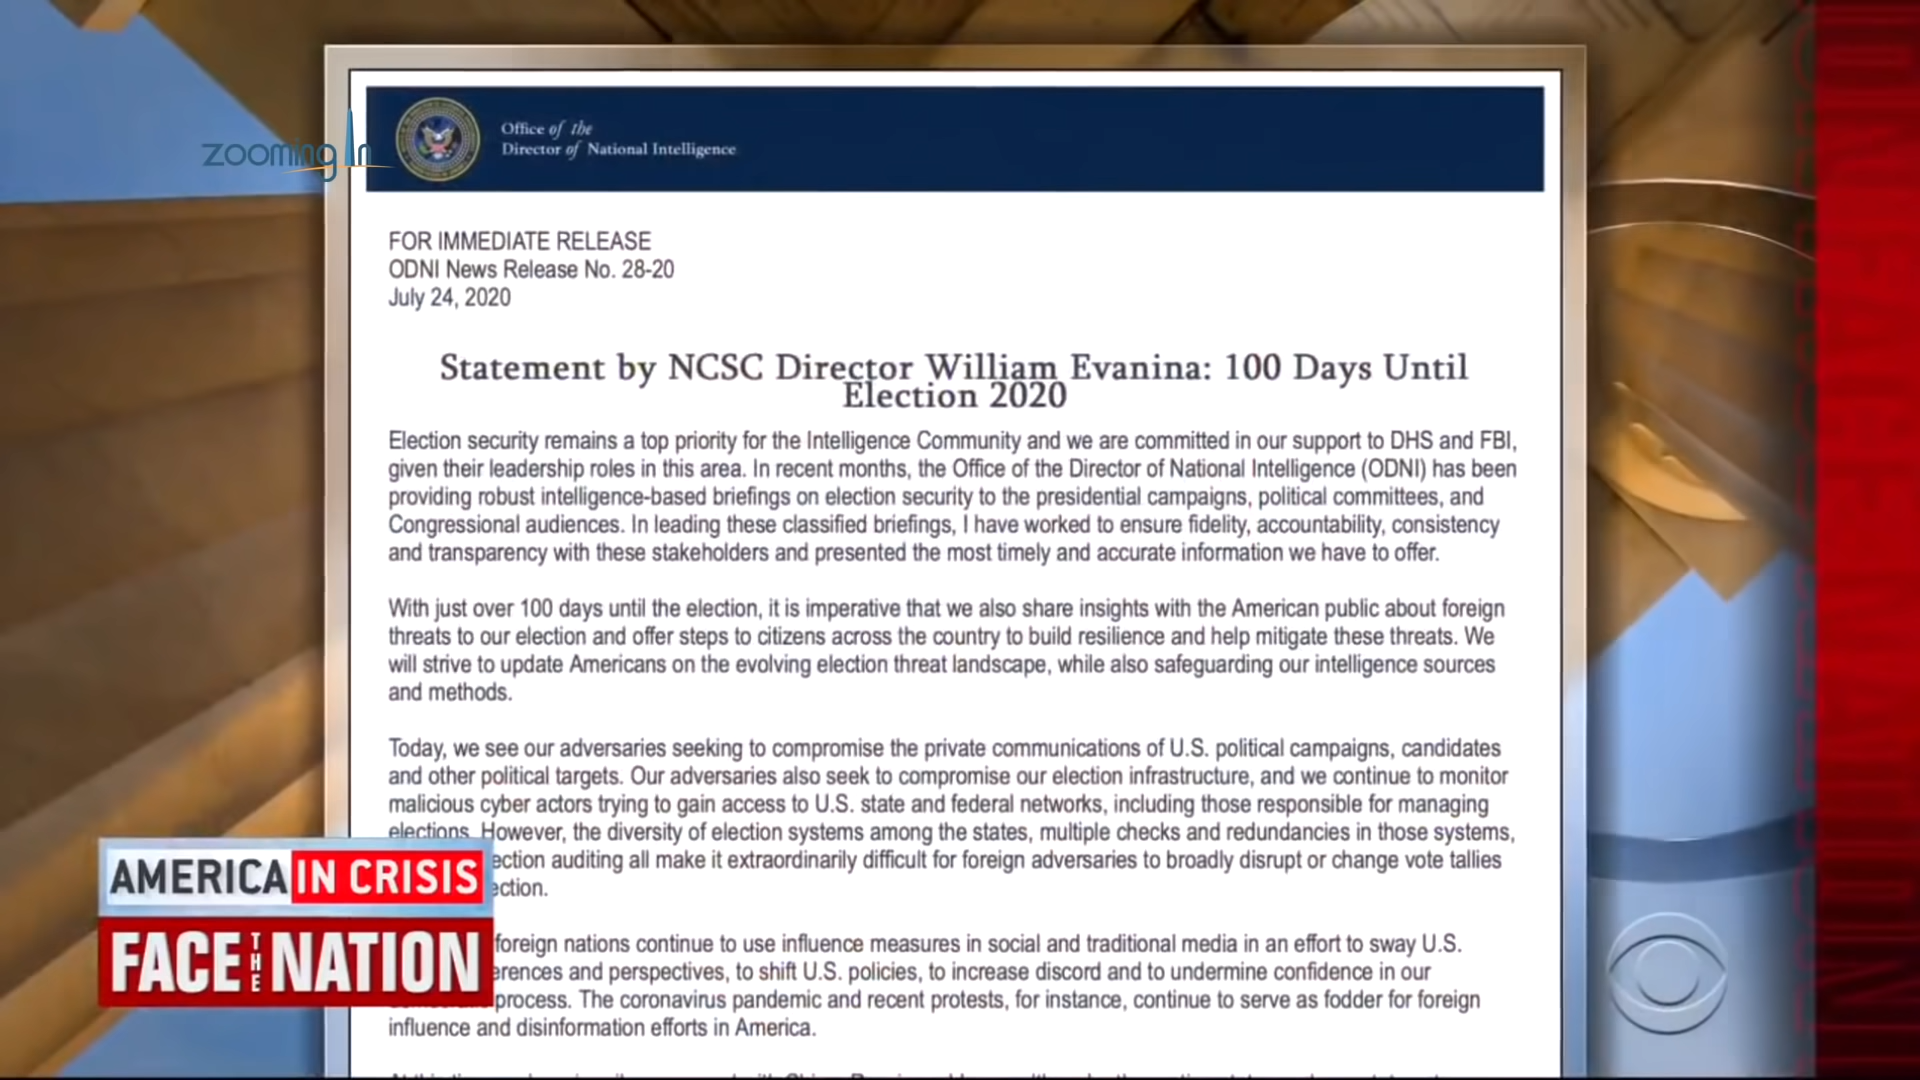 zooming In
Office of the
Director of National Intelligence
FOR IMMEDIATE RELEASE
ODNI News Release No. 28-20
July 24, 2020
Statement by NCSC Director William Evanina: 100 Days Until
Election 2020
Election security remains a top priority for the Intelligence Community and we are committed in our support to DHS and FBI,
given their leadership roles in this area. In recent months, the Office of the Director of National Intelligence (ODNI) has been
providing robust intelligence-based briefings on election security to the presidential campaigns, political committees, and
Congressional audiences. In leading these classified briefings, I have worked to ensure fidelity, accountability, consistency
and transparency with these stakeholders and presented the most timely and accurate information we have to offer.
With just over 100 days until the election, it is imperative that we also share insights with the American public about foreign
threats to our election and offer steps to citizens across the country to build resilience and help mitigate these threats. We
will strive to update Americans on the evolving election threat landscape, while also safeguarding our intelligence sources
and methods.
Today, we see our adversaries seeking to compromise the private communications of U.S. political campaigns, candidates
and other political targets. Our adversaries also seek to compromise our election infrastructure, and we continue to monitor
malicious cyber actors trying to gain access to U.S. state and federal networks, including those responsible for managing
elections. However, the diversity of election systems among the states, multiple checks and redundancies in those systems,
ection auditing all make it extraordinarily difficult for foreign adversaries to broadly disrupt or change vote tallies
ection.
foreign nations continue to use influence measures in social and traditional media in an effort to sway U.S.
erences and perspectives, to shift U.S. policies, to increase discord and to undermine confidence in our
process. The coronavirus pandemic and recent protests, for instance, continue to serve as fodder for foreign
influence and disinformation efforts in America.
AMERICA IN CRISIS
FACE THE NATION